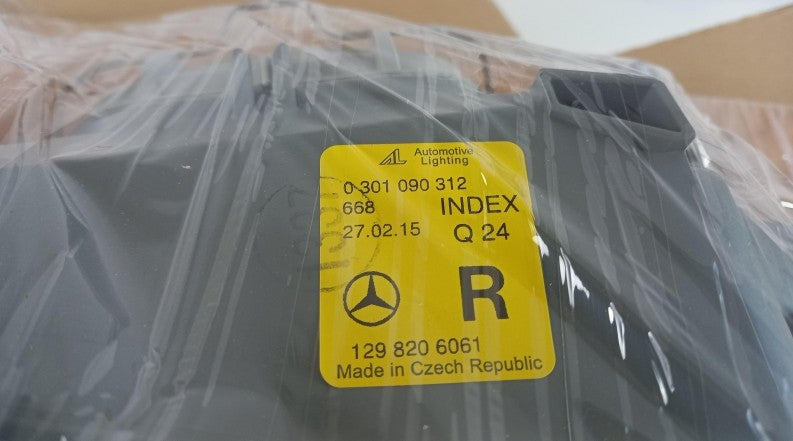 AL Automotive Lighting
0 301 090 312
668 INDEX
27.02.15 Q 24
R
129 820 6061
Made in Czech Republic